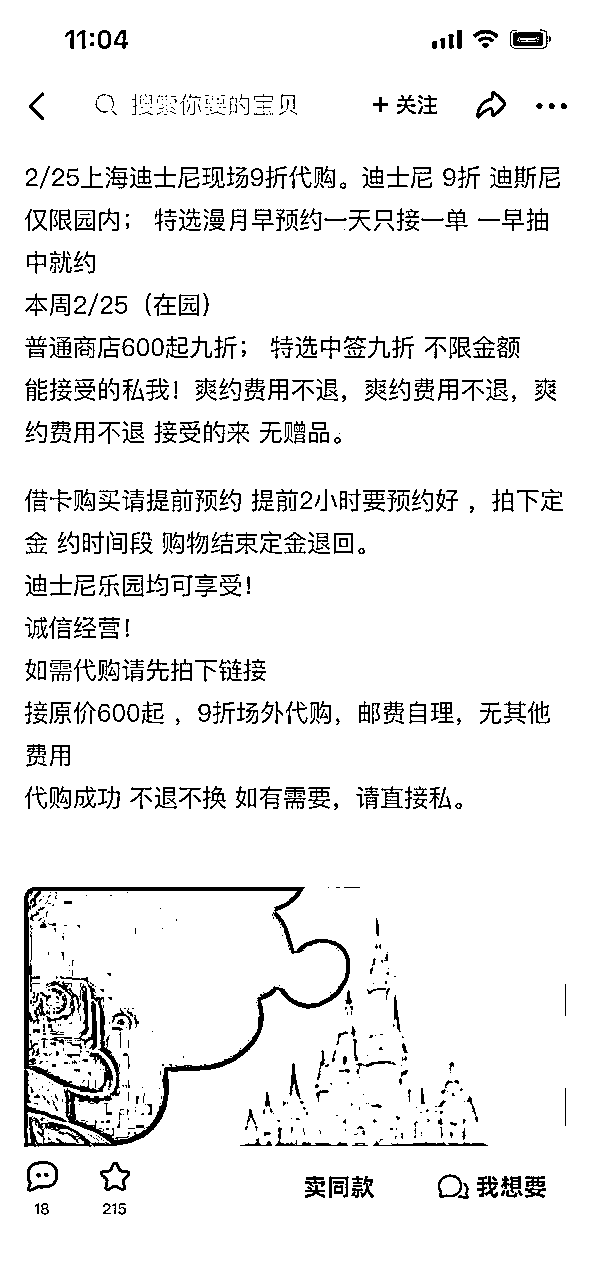 11:04
搜索你要的宝贝
+ 关注
2/25上海迪士尼现场9折代购。迪士尼 9折 迪斯尼
仅限园内； 特选漫月早预约一天只接一单 一早抽
中就约
本周2/25（在园）
普通商店600起九折； 特选中签九折 不限金额
能接受的私我！爽约费用不退，爽约费用不退，爽
约费用不退 接受的来 无赠品。
借卡购买请提前预约 提前2小时要预约好 ，拍下定
金 约时间段 购物结束定金退回。
迪士尼乐园均可享受！
诚信经营！
如需代购请先拍下链接
接原价600起 ，9折场外代购，邮费自理，无其他
费用
代购成功 不退不换 如有需要，请直接私。
18
215
卖同款
我想要